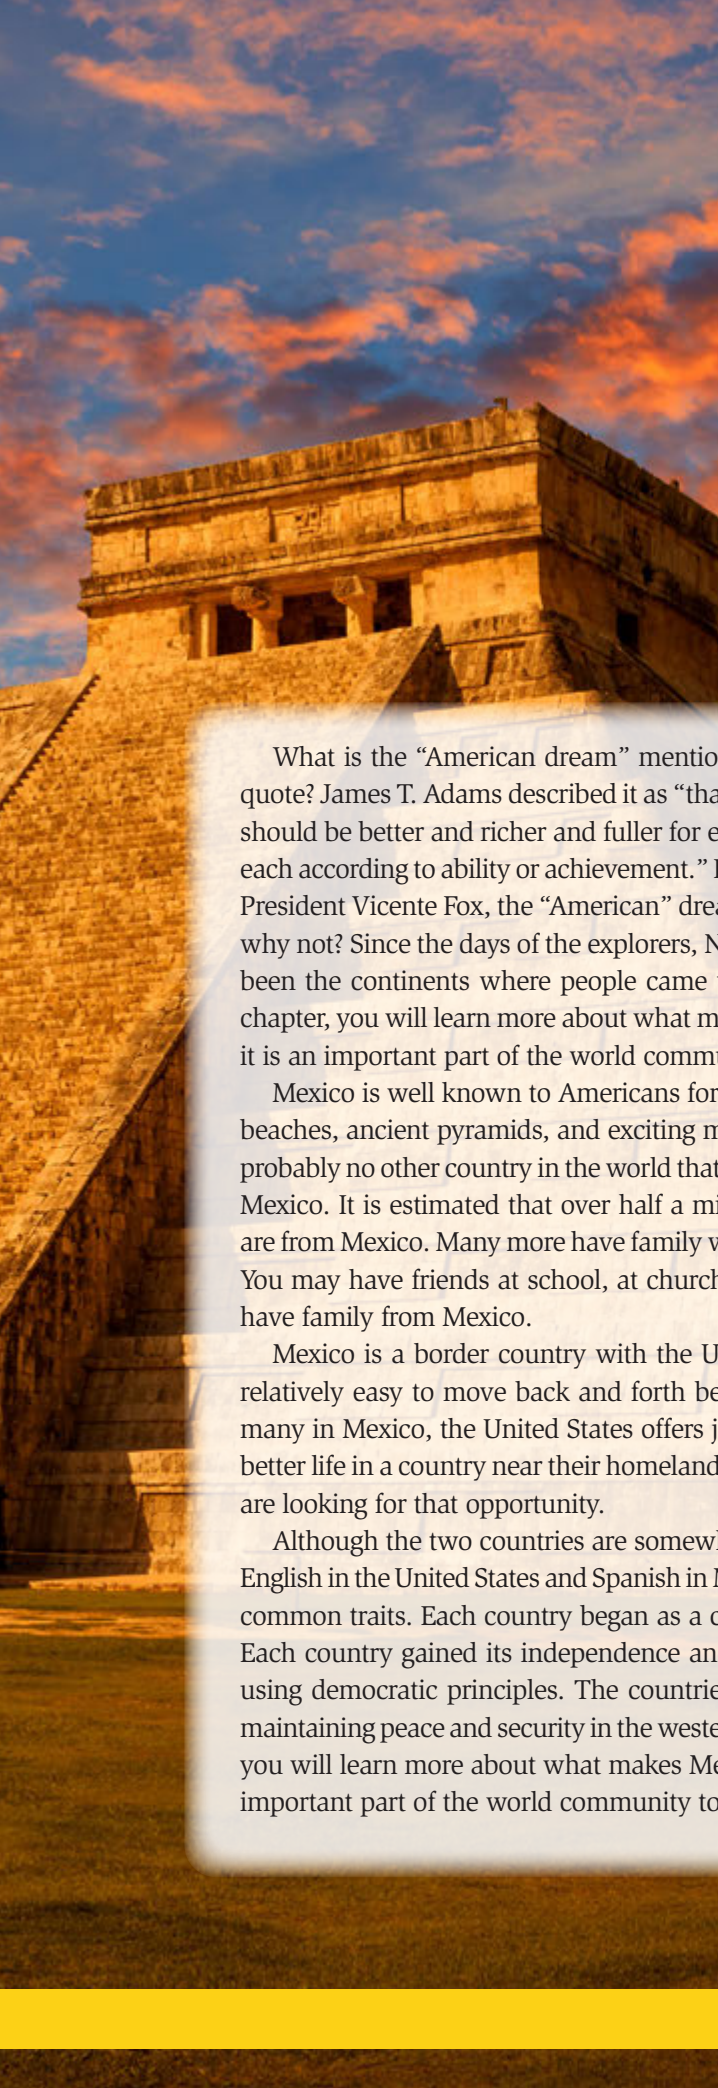 What is the “American dream” mentio
quote? James T. Adams described it as “tha
should be better and richer and fuller for e
each according to ability or achievement.”
President Vicente Fox, the “American” drea
why not? Since the days of the explorers, N
been the continents where people came
chapter, you will learn more about what m
it is an important part of the world commu
Mexico is well known to Americans for
beaches, ancient pyramids, and exciting m
probably no other country in the world that
Mexico. It is estimated that over half a mi
are from Mexico. Many more have family w
You may have friends at school, at church
have family from Mexico.
Mexico is a border country with the U
relatively easy to move back and forth be
many in Mexico, the United States offers j
better life in a country near their homeland
are looking for that opportunity.
Although the two countries are somewh
English in the United States and Spanish in M
common traits. Each country began as a c
Each country gained its independence an
using democratic principles. The countrie
maintaining peace and security in the weste
you will learn more about what makes Me
important part of the world community to